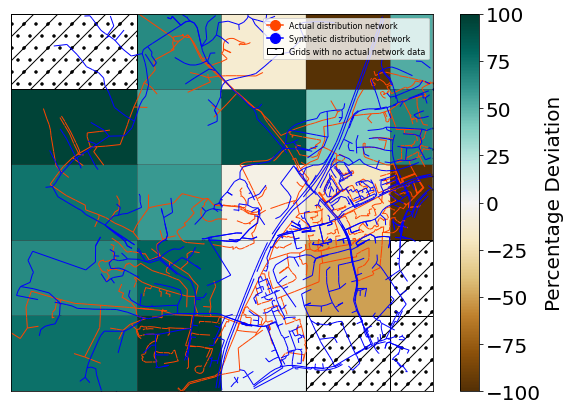 Actual distribution network
Synthetic distribution network
Grids with no actual network data
100
75
50
25
0
−25
−50
−75
−100
Percentage Deviation